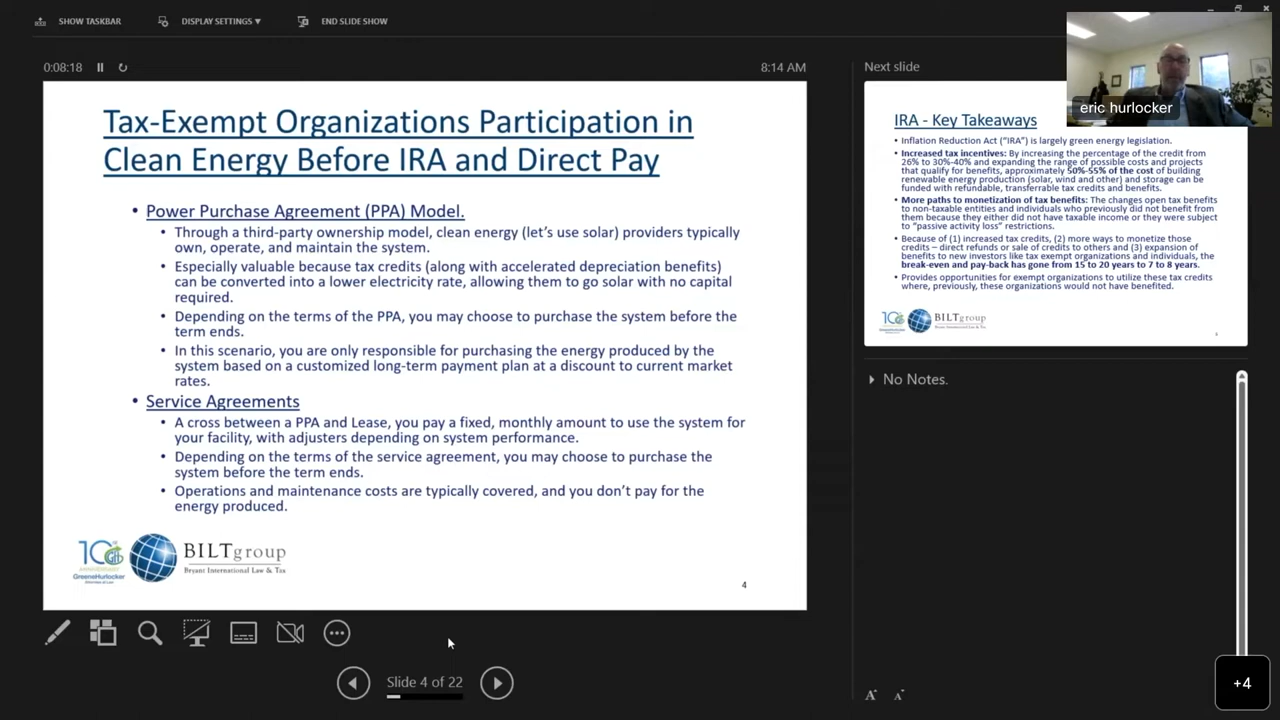 SHOW TASKBAR
DISPLAY SETTINGS ▼
END SLIDE SHOW
0:08:18
8:14 AM
Tax-Exempt Organizations Participation in
Clean Energy Before IRA and Direct Pay
• Power Purchase Agreement (PPA) Model.
• Through a third-party ownership model, clean energy (let’s use solar) providers typically
own, operate, and maintain the system.
• Especially valuable because tax credits (along with accelerated depreciation benefits)
can be converted into a lower electricity rate, allowing them to go solar with no capital
required.
• Depending on the terms of the PPA, you may choose to purchase the system before the
term ends.
• In this scenario, you are only responsible for purchasing the energy produced by the
system based on a customized long-term payment plan at a discount to current market
rates.
• Service Agreements
• A cross between a PPA and Lease, you pay a fixed, monthly amount to use the system for
your facility, with adjusters depending on system performance.
• Depending on the terms of the service agreement, you may choose to purchase the
system before the term ends.
• Operations and maintenance costs are typically covered, and you don’t pay for the
energy produced.
GreeneHurlocker
BILTgroup
Bryant International Law & Tax
4
Slide 4 of 22
Next slide
eric hurlocker
IRA - Key Takeaways
• Inflation Reduction Act (“IRA”) is largely green energy legislation.
• Increased tax incentives: By increasing the percentage of the credit from
26% to 30%-40% and expanding the range of possible costs and projects
that qualify for benefits, approximately 50%-55% of the cost of building
renewable energy production (solar, wind and other) and storage can be
funded with refundable, transferrable tax credits and benefits.
• More paths to monetization of tax benefits: The changes open tax benefits
to non-taxable entities and individuals who previously did not benefit from
them because they either did not have taxable income or they were subject
to “passive activity loss” restrictions.
• Because of (1) increased tax credits, (2) more ways to monetize those
credits – direct refunds or sale of credits to others and (3) expansion of
benefits to new investors like tax exempt organizations and individuals, the
break-even and pay-back has gone from 15 to 20 years to 7 to 8 years.
• Provides opportunities for exempt organizations to utilize these tax credits
where, previously, these organizations would not have benefited.
BILTgroup
No Notes.
+4